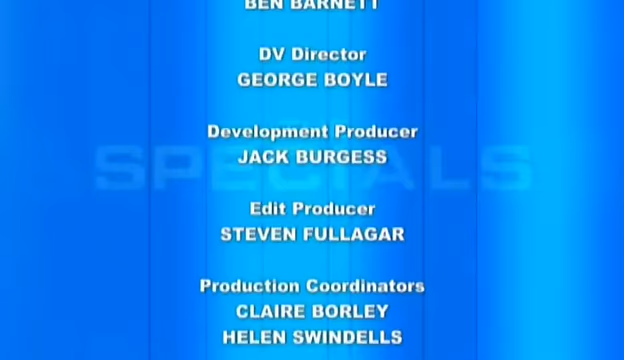 BEN BARNETT
DV Director
GEORGE BOYLE
Development Producer
JACK BURGESS
SPECIALS
Edit Producer
STEVEN FULLAGAR
Production Coordinators
CLAIRE BORLEY
HELEN SWINDELLS